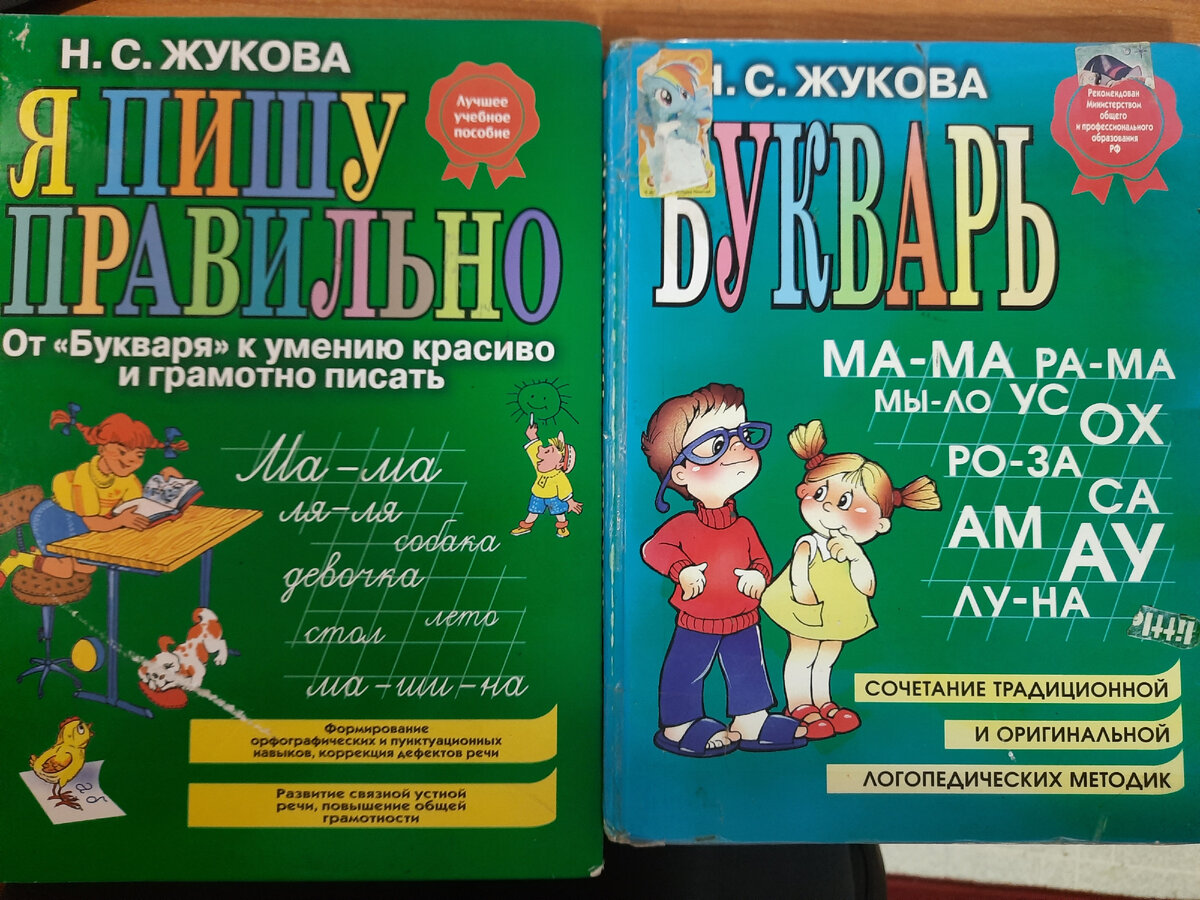 Н. С. ЖУКОВА
Я ПИШУ
ПРАВИЛЬНО
Лучшее
учебное
пособие
От «Букваря» к умению красиво
и грамотно писать
Ма-ма
ля-ля
собака
девочка
лето
стол
ма-ши-на
Формирование
орфографических и пунктуационных
навыков, коррекция дефектов речи
Развитие связной устной
речи, повышение общей
грамотности
а б
Н. С. ЖУКОВА
БУКВАРЬ
Рекомендован
Министерством
общего
и профессионального
образования
РФ
МА-МА РА-МА
МЫ-ЛО УС
ОХ
РО-ЗА
СА
АМ
АУ
ЛУ-НА
little
СОЧЕТАНИЕ ТРАДИЦИОННОЙ
И ОРИГИНАЛЬНОЙ
ЛОГОПЕДИЧЕСКИХ МЕТОДИК